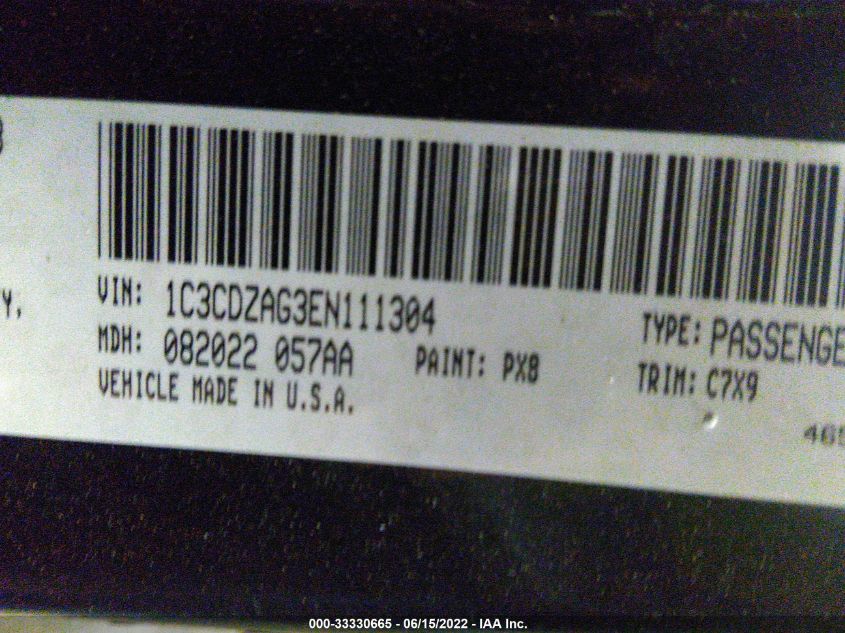 VIN: 1C3CDZAG3EN111304
TYPE: PASSENGE
MDH: 082022 057AA
PAINT: PX8
TRIM: C7X9
VEHICLE MADE IN U.S.A.
Y,
465
000-33330665 - 06/15/2022 - IAA Inc.